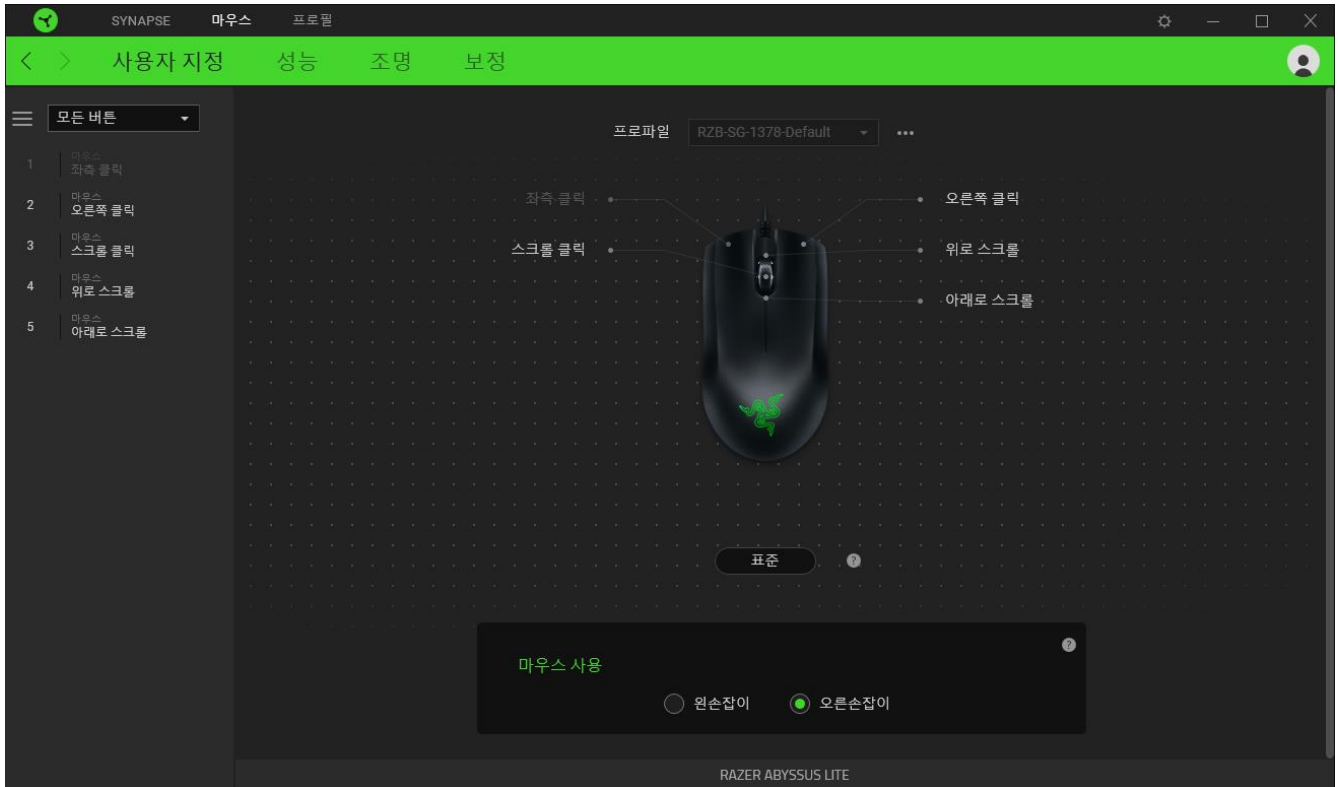 SYNAPSE 마우스 프로필
사용자 지정 성능 조명 보정
모든 버튼
프로파일 RZB-SG-1378-Default
1 마우스
좌측 클릭
2 마우스
오른쪽 클릭
3 마우스
스크롤 클릭
4 마우스
위로 스크롤
5 마우스
아래로 스크롤
좌측 클릭 오른쪽 클릭
스크롤 클릭 위로 스크롤
아래로 스크롤
표준 ?
마우스 사용 ?
왼손잡이 오른손잡이
RAZER ABYSSUS LITE